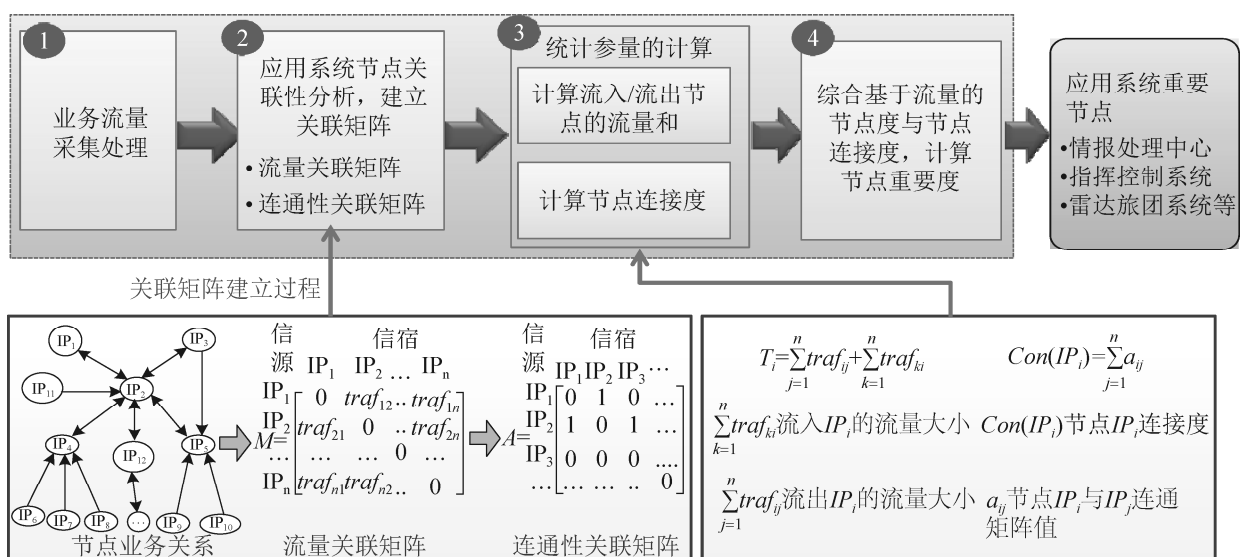 1
业务流量
采集处理
2
应用系统节点关
联性分析，建立
关联矩阵
•流量关联矩阵
•连通性关联矩阵
3
统计参量的计算
计算流入/流出节
点的流量和
计算节点连接度
4
综合基于流量的
节点度与节点
连接度，计算
节点重要度
应用系统重要
节点
•情报处理中心
•指挥控制系统
•雷达旅团系统等
关联矩阵建立过程
IP1
IP3
IP11
IP2
IP4
IP12
IP5
IP6
IP7
IP8
...
IP9
IP10
节点业务关系
信源
信宿
IP1 IP2 ... IPn
M=
IP1 0 traf12.. traf1n
IP2 traf21 0 .. traf2n
... ... ... 0 ...
IPn trafn1 trafn2.. 0
流量关联矩阵
信源
信宿
IP1 IP2 IP3 ...
A=
IP1 0 1 0 ...
IP2 1 0 1 ...
IP3 0 0 0 ....
... ... ... .. 0
连通性关联矩阵
Ti=∑(j=1→n)trafij+∑(k=1→n)trafki
Con(IPi)=∑(j=1→n)aij
∑(k=1→n)trafki流入IPi的流量大小
Con(IPi)节点IPi连接度
∑(j=1→n)trafij流出IPi的流量大小
aij节点IPi与IPj连通
矩阵值